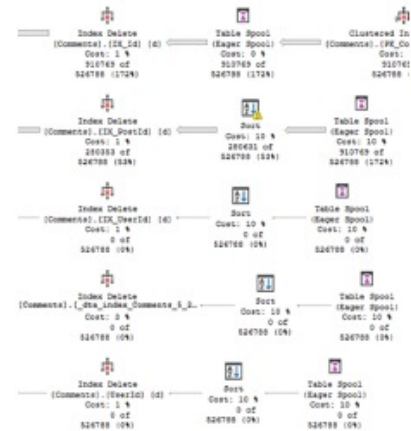 Index Delete
[Comments].[IX_Id] [d]
Cost: 1 %
910769 of
526788 (172%)
Table Spool
(Eager Spool)
Cost: 0 %
910769 of
526788 (172%)
Clustered In
[Comments].[PK_Co
Cost:
91076
526788 (
Index Delete
[Comments].[IX_PostId] [d]
Cost: 1 %
280353 of
526788 (53%)
Sort
Cost: 10 %
280631 of
526788 (53%)
Table Spool
(Eager Spool)
Cost: 10 %
910769 of
526788 (172%)
Index Delete
[Comments].[IX_UserId] [d]
Cost: 1 %
0 of
526788 (0%)
Sort
Cost: 10 %
0 of
526788 (0%)
Table Spool
(Eager Spool)
Cost: 10 %
0 of
526788 (0%)
Index Delete
[Comments].[_dta_index_Comments_5_2…
Cost: 0 %
0 of
526788 (0%)
Sort
Cost: 10 %
0 of
526788 (0%)
Table Spool
(Eager Spool)
Cost: 10 %
0 of
526788 (0%)
Index Delete
[Comments].[UserId] [d]
Cost: 1 %
0 of
526788 (0%)
Sort
Cost: 10 %
0 of
526788 (0%)
Table Spool
(Eager Spool)
Cost: 10 %
0 of
526788 (0%)